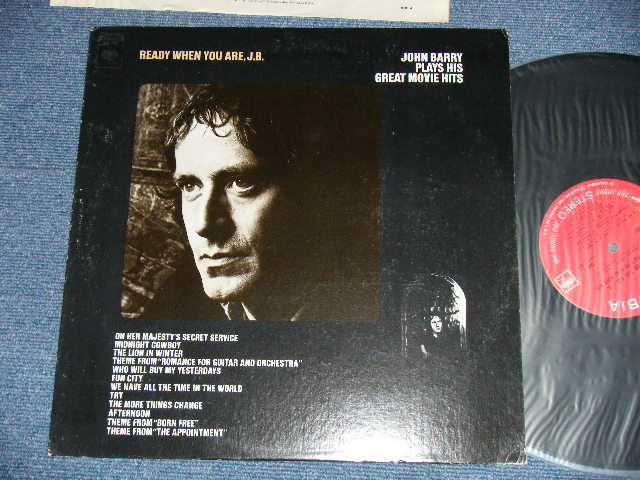 READY WHEN YOU ARE, J.B.
JOHN BARRY
PLAYS HIS
GREAT MOVIE HITS
ON HER MAJESTY'S SECRET SERVICE
MIDNIGHT COWBOY
THE LION IN WINTER
THEME FROM "ROMANCE FOR GUITAR AND ORCHESTRA"
WHO WILL BUY MY YESTERDAYS
FUN CITY
WE HAVE ALL THE TIME IN THE WORLD
TRY
THE MORE THINGS CHANGE
AFTERNOON
THEME FROM "BORN FREE"
THEME FROM "THE APPOINTMENT"
STEREO
360 SOUND
BIA